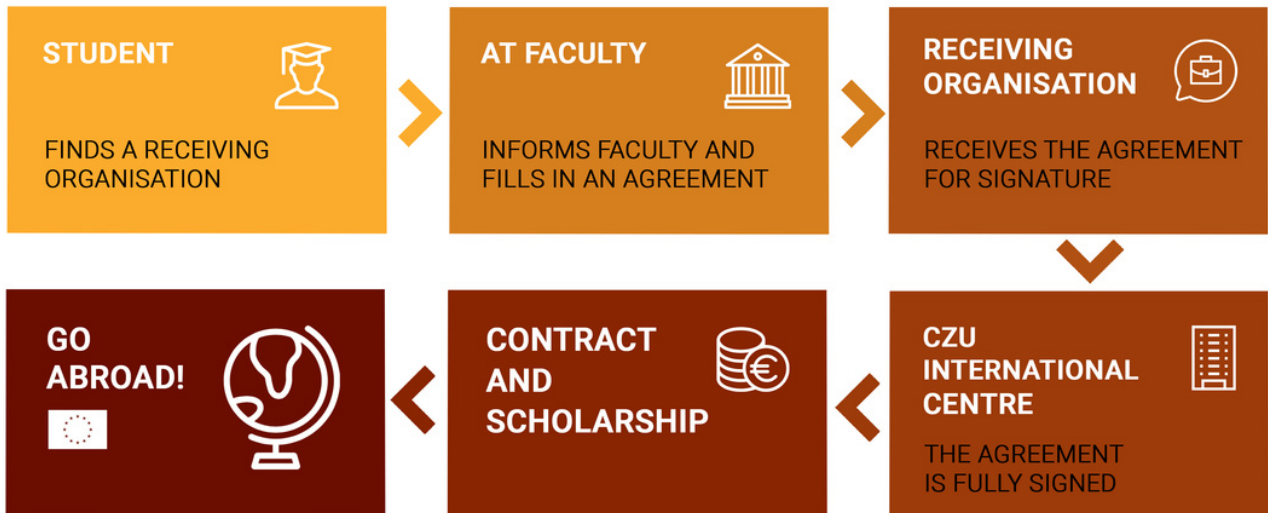 STUDENT
FINDS A RECEIVING
ORGANISATION
AT FACULTY
INFORMS FACULTY AND
FILLS IN AN AGREEMENT
RECEIVING
ORGANISATION
RECEIVES THE AGREEMENT
FOR SIGNATURE
CZU
INTERNATIONAL
CENTRE
THE AGREEMENT
IS FULLY SIGNED
CONTRACT
AND
SCHOLARSHIP
GO
ABROAD!